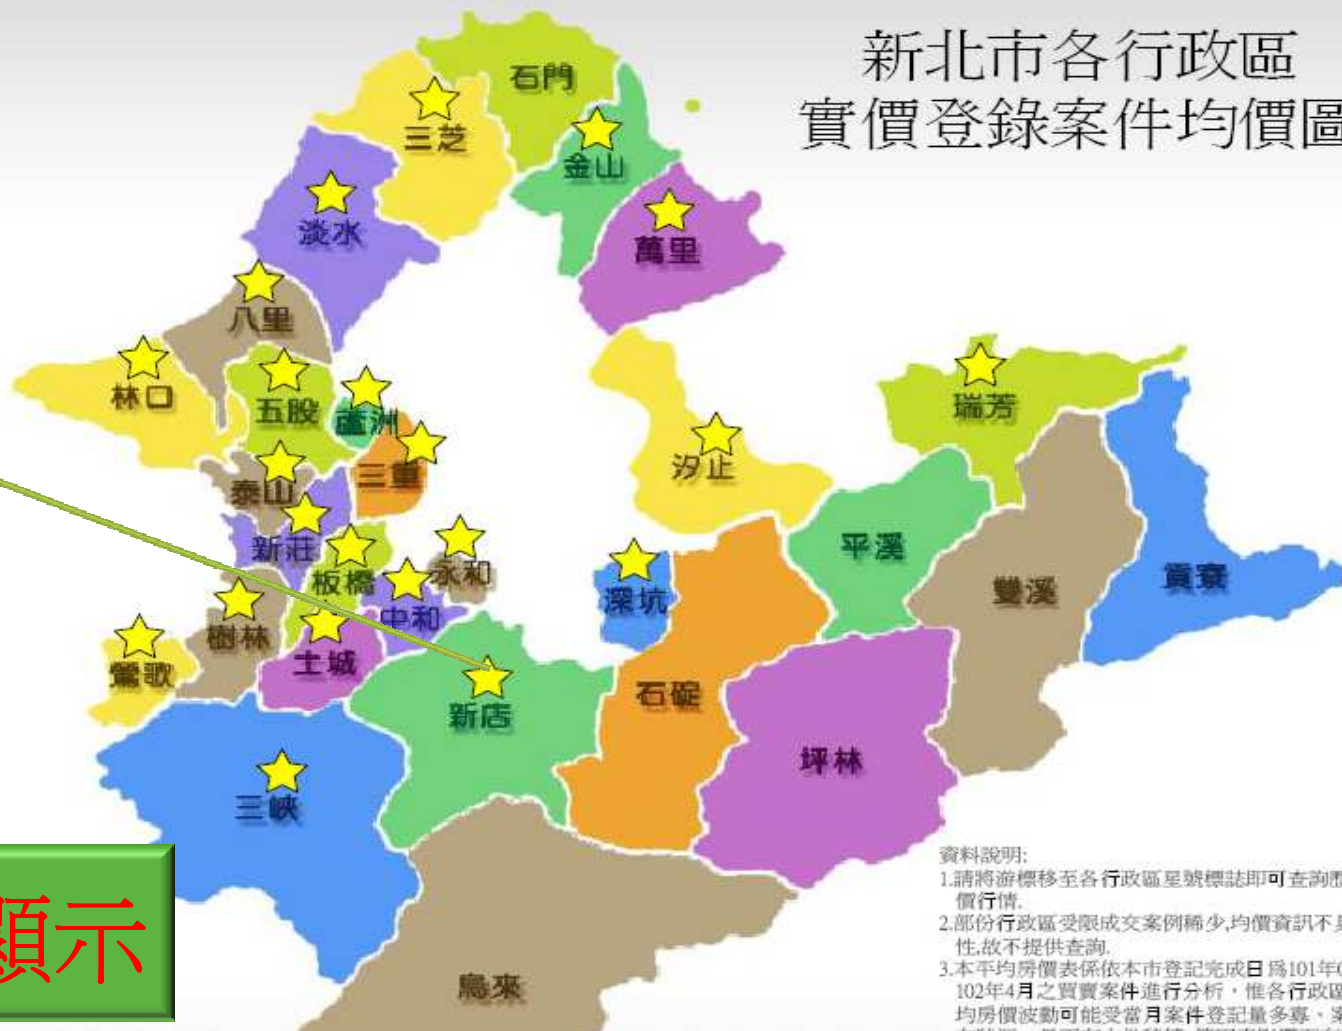 新北市各行政區
實價登錄案件均價圖
石門
三芝
金山
淡水
萬里
八里
林口
五股
蘆洲
瑞芳
三重
汐止
泰山
新莊
板橋
永和
平溪
中和
深坑
雙溪
貢寮
樹林
土城
鶯歌
新店
石碇
坪林
三峽
烏來
顯示
資料說明:
1.請將游標移至各行政區星號標誌即可查詢
價行情.
2.部份行政區受限成交案例稀少,均價資訊不
性,故不提供查詢.
3.本平均房價表係依本市登記完成日為101年
102年4月之買賣案件進行分析，惟各行政區
均房價波動可能受當月案件登記量多寡、